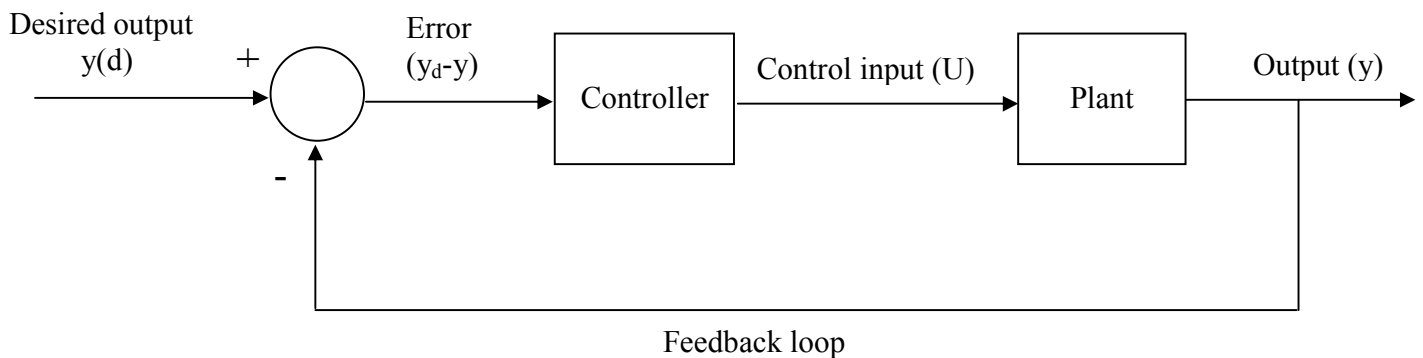 Desired output
y(d)
+
Error
(yd-y)
Controller
Control input (U)
Plant
Output (y)
-
Feedback loop